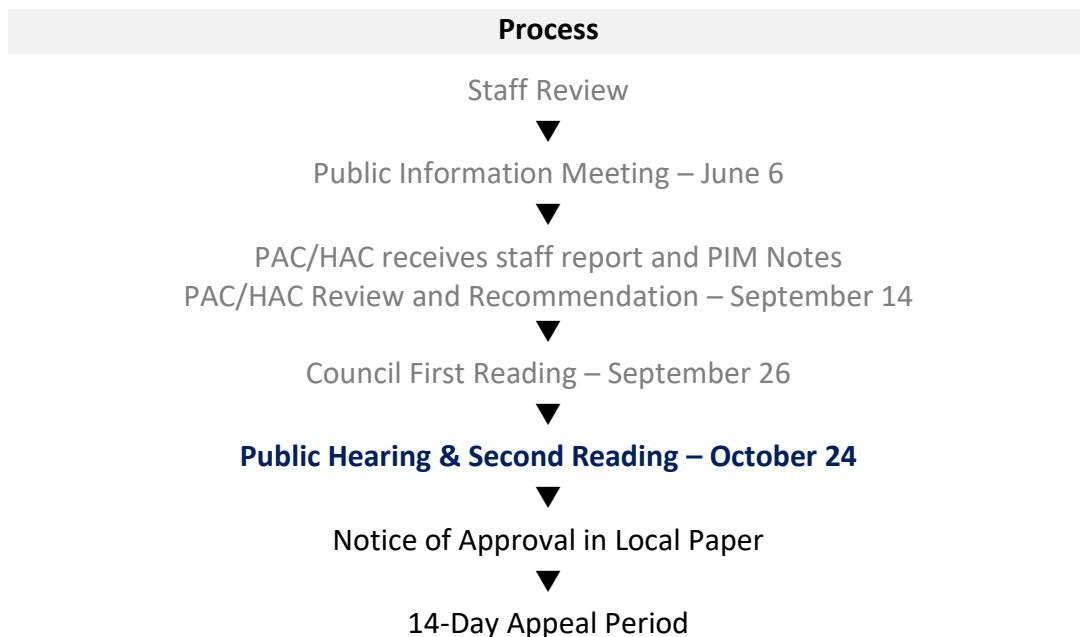 Process
Staff Review
Public Information Meeting – June 6
PAC/HAC receives staff report and PIM Notes
PAC/HAC Review and Recommendation – September 14
Council First Reading – September 26
Public Hearing & Second Reading – October 24
Notice of Approval in Local Paper
14-Day Appeal Period